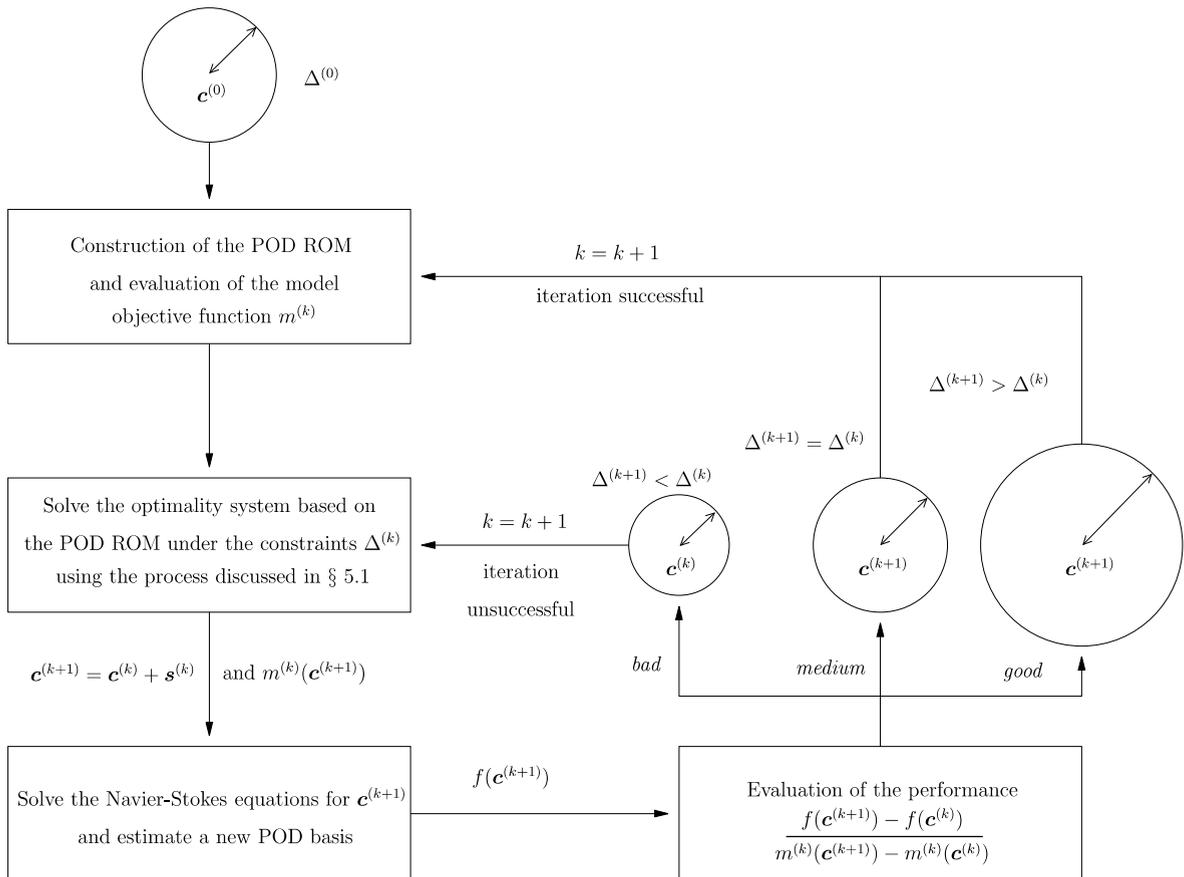 c^(0)
Δ^(0)
Construction of the POD ROM
and evaluation of the model
objective function m^(k)
k = k + 1
iteration successful
Δ^(k+1) > Δ^(k)
Δ^(k+1) = Δ^(k)
Δ^(k+1) < Δ^(k)
Solve the optimality system based on
the POD ROM under the constraints Δ^(k)
using the process discussed in § 5.1
k = k + 1
iteration
unsuccessful
c^(k)
c^(k+1)
c^(k+1)
bad
medium
good
c^(k+1) = c^(k) + s^(k)
and m^(k)(c^(k+1))
Solve the Navier-Stokes equations for c^(k+1)
and estimate a new POD basis
f(c^(k+1))
Evaluation of the performance
f(c^(k+1)) − f(c^(k))
m^(k)(c^(k+1)) − m^(k)(c^(k))